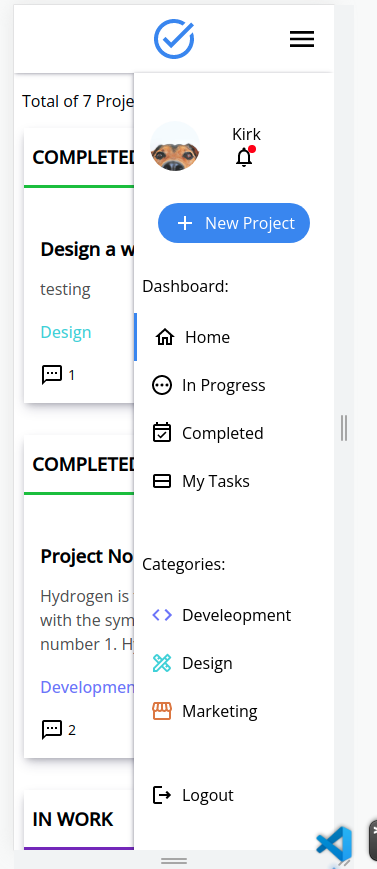 Total of 7 Proje
Kirk
COMPLETED
New Project
Design a w
Dashboard:
testing
Design
Home
1
In Progress
Completed
COMPLETED
My Tasks
Project No
Categories:
Hydrogen is
with the sym
Develeopment
number 1. H
Design
Developmen
Marketing
2
Logout
IN WORK